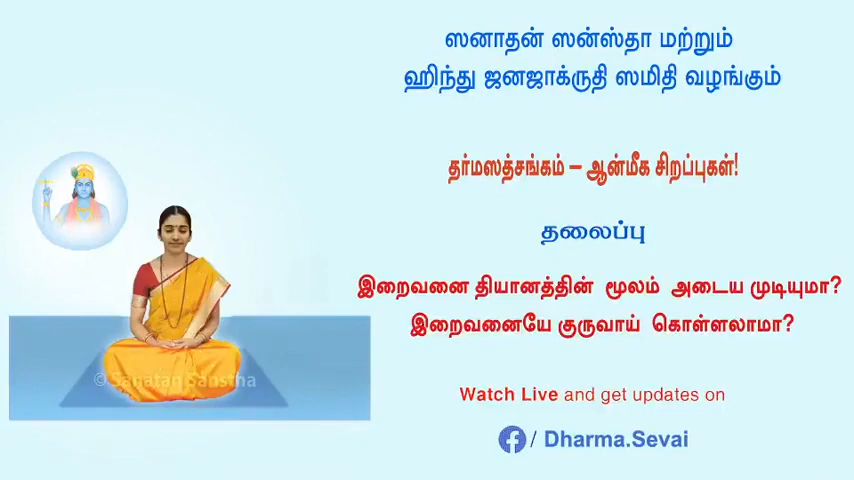 ஸனாதன் ஸன்ஸ்தா மற்றும்
ஹிந்து ஜனஜாக்ருதி ஸமிதி வழங்கும்
தர்மஸத்சங்கம் – ஆன்மீக சிறப்புகள்!
தலைப்பு
இறைவனை தியானத்தின் மூலம் அடைய முடியுமா?
இறைவனையே குருவாய் கொள்ளலாமா?
© Sanatan Sanstha
Watch Live and get updates on
/ Dharma.Sevai